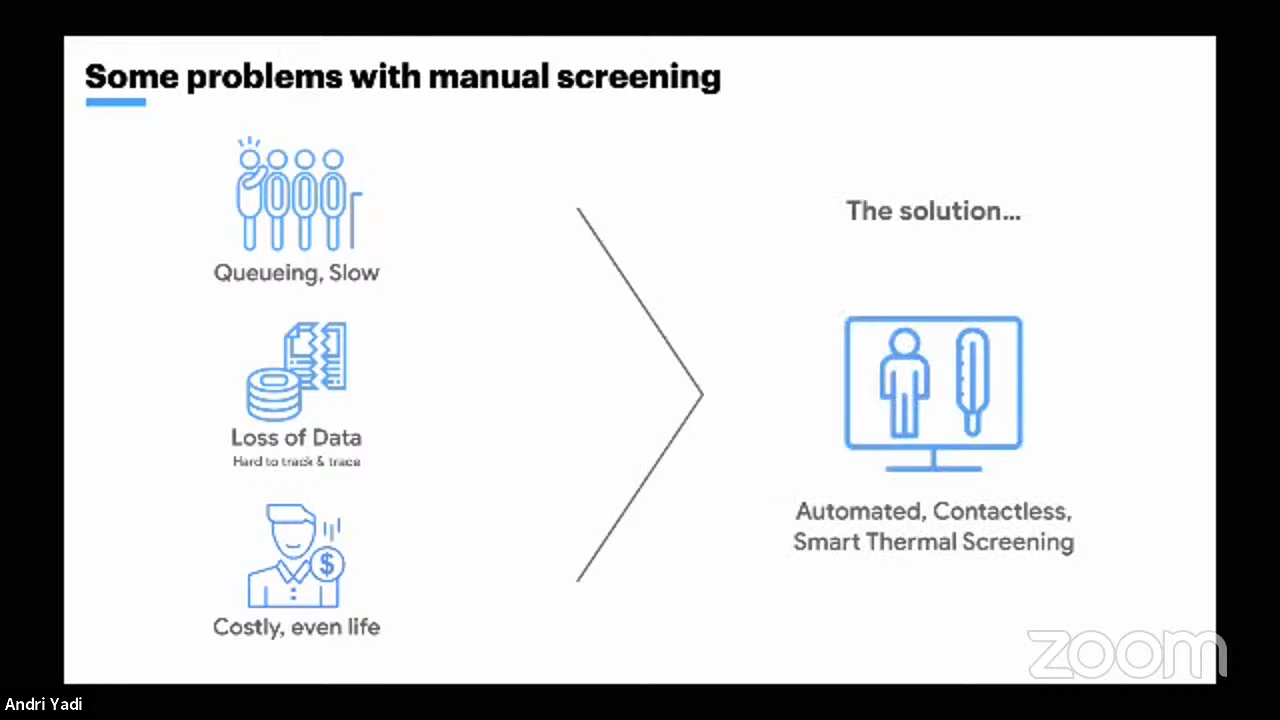 Some problems with manual screening
Queueing, Slow
Loss of Data
Hard to track & trace
$
Costly, even life
The solution...
Automated, Contactless,
Smart Thermal Screening
zoom
Andri Yadi